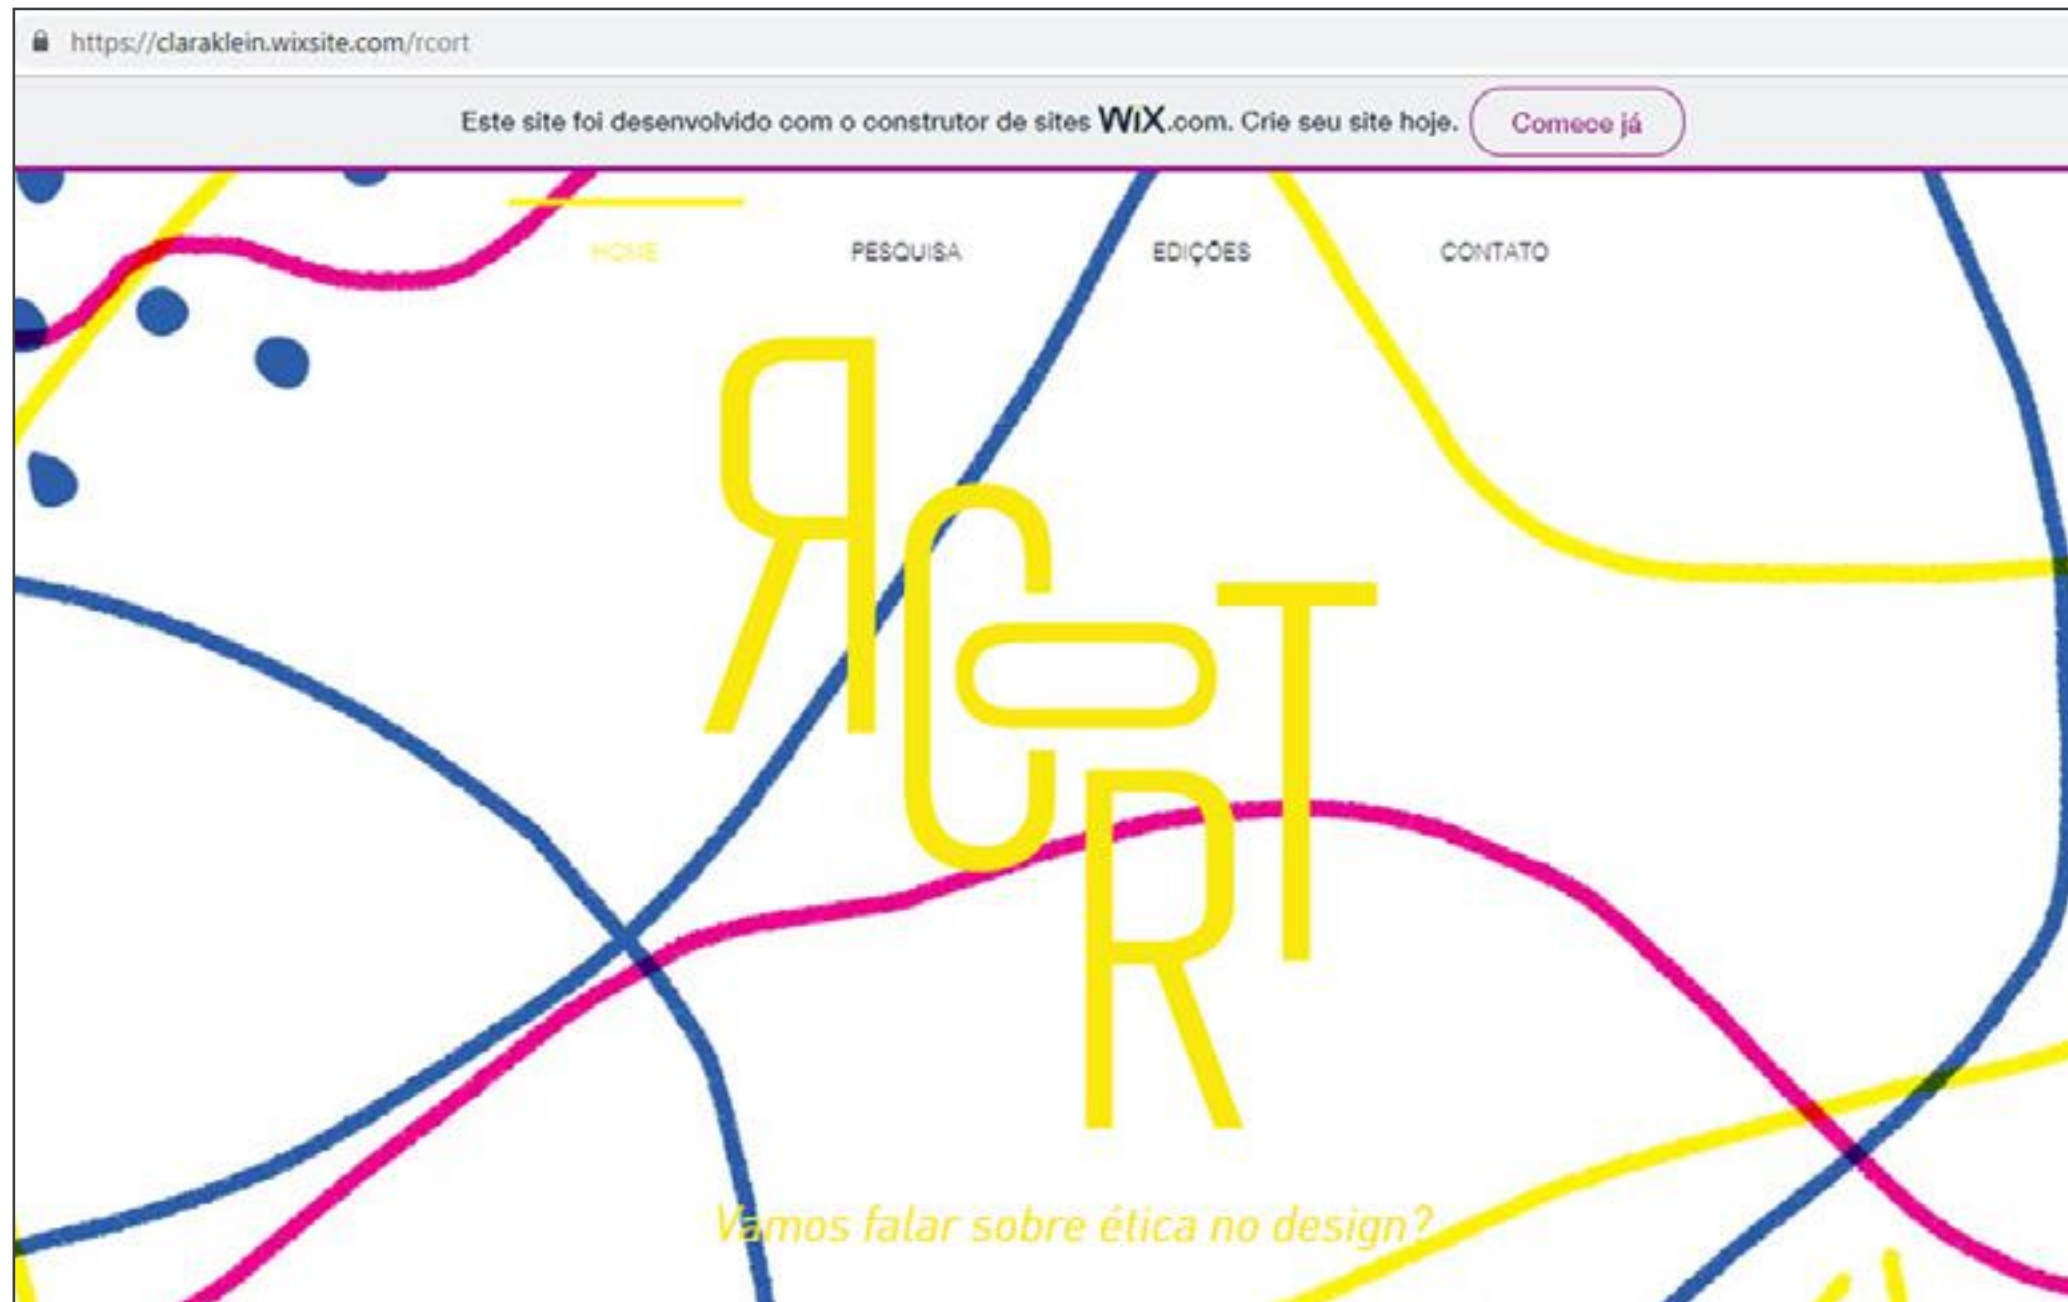 https://claraklein.wixsite.com/rcort
Este site foi desenvolvido com o construtor de sites WiX.com. Crie seu site hoje. Comece já
HOME PESQUISA EDIÇÕES CONTATO
RCORT
Vamos falar sobre ética no design?